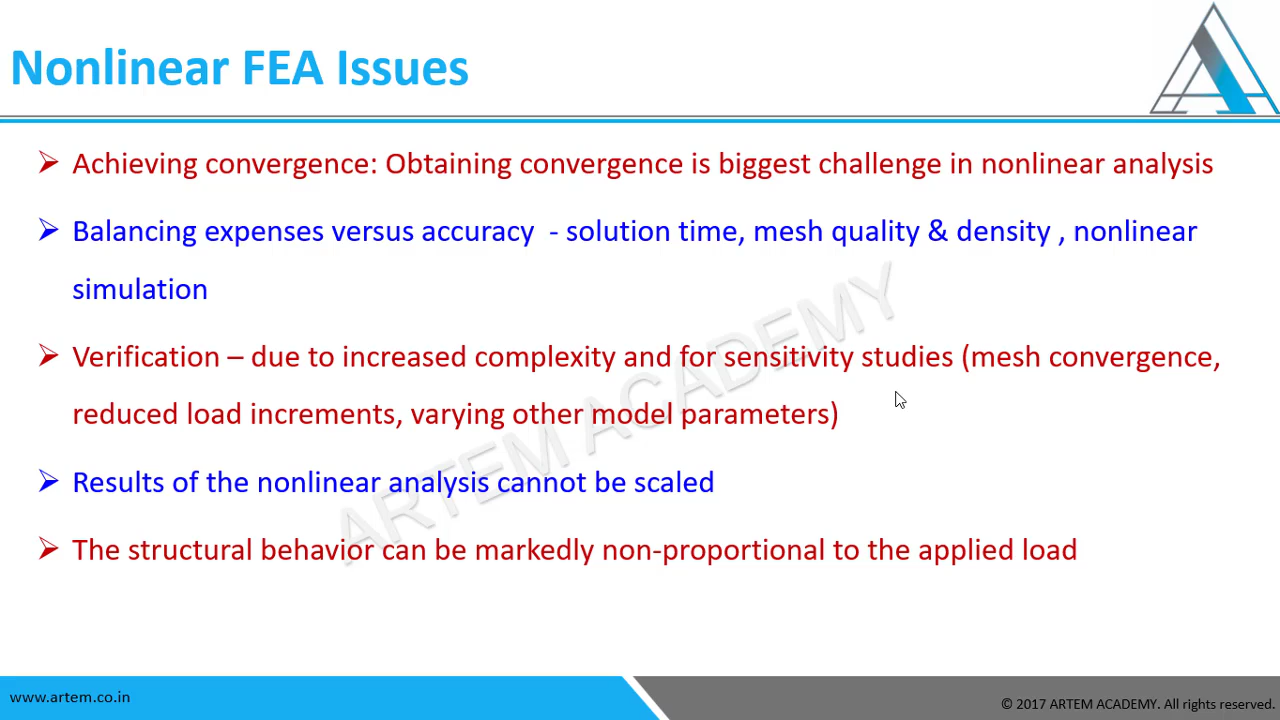 Nonlinear FEA Issues
Achieving convergence: Obtaining convergence is biggest challenge in nonlinear analysis
Balancing expenses versus accuracy - solution time, mesh quality & density , nonlinear
simulation
Verification – due to increased complexity and for sensitivity studies (mesh convergence,
reduced load increments, varying other model parameters)
Results of the nonlinear analysis cannot be scaled
The structural behavior can be markedly non-proportional to the applied load
ARTEM ACADEMY
www.artem.co.in
© 2017 ARTEM ACADEMY. All rights reserved.